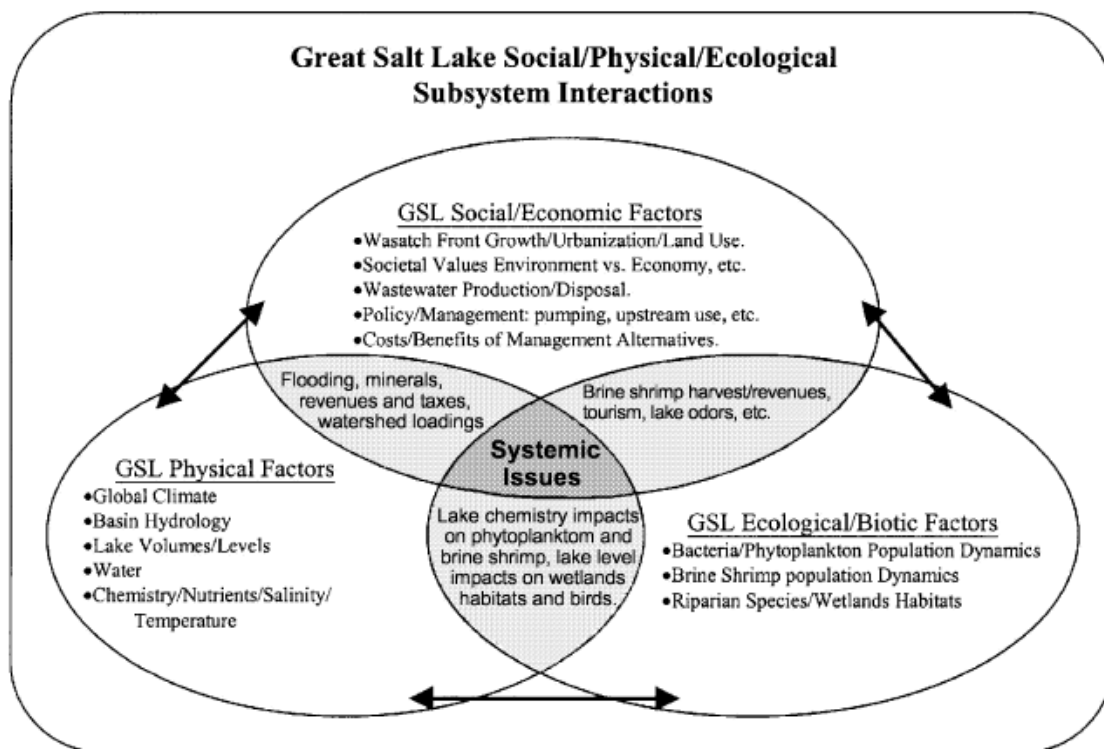 Great Salt Lake Social/Physical/Ecological
Subsystem Interactions
GSL Social/Economic Factors
•Wasatch Front Growth/Urbanization/Land Use.
•Societal Values Environment vs. Economy, etc.
•Wastewater Production/Disposal.
•Policy/Management: pumping, upstream use, etc.
•Costs/Benefits of Management Alternatives.
Flooding, minerals,
revenues and taxes,
watershed loadings
Brine shrimp harvest/revenues,
tourism, lake odors, etc.
Systemic
Issues
GSL Physical Factors
•Global Climate
•Basin Hydrology
•Lake Volumes/Levels
•Water
•Chemistry/Nutrients/Salinity/
Temperature
Lake chemistry impacts
on phytoplanktom and
brine shrimp, lake level
impacts on wetlands
habitats and birds.
GSL Ecological/Biotic Factors
•Bacteria/Phytoplankton Population Dynamics
•Brine Shrimp population Dynamics
•Riparian Species/Wetlands Habitats